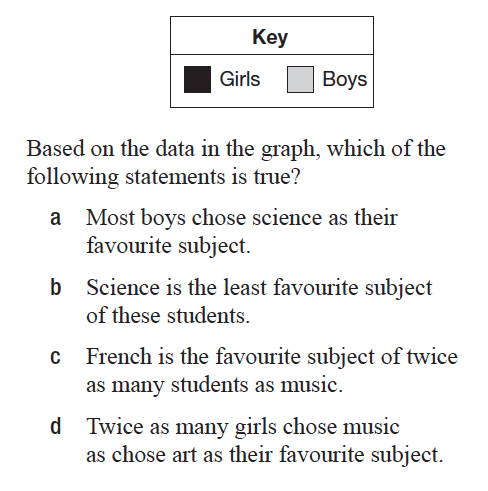 Key
Girls Boys
Based on the data in the graph, which of the
following statements is true?
a Most boys chose science as their
favourite subject.
b Science is the least favourite subject
of these students.
c French is the favourite subject of twice
as many students as music.
d Twice as many girls chose music
as chose art as their favourite subject.